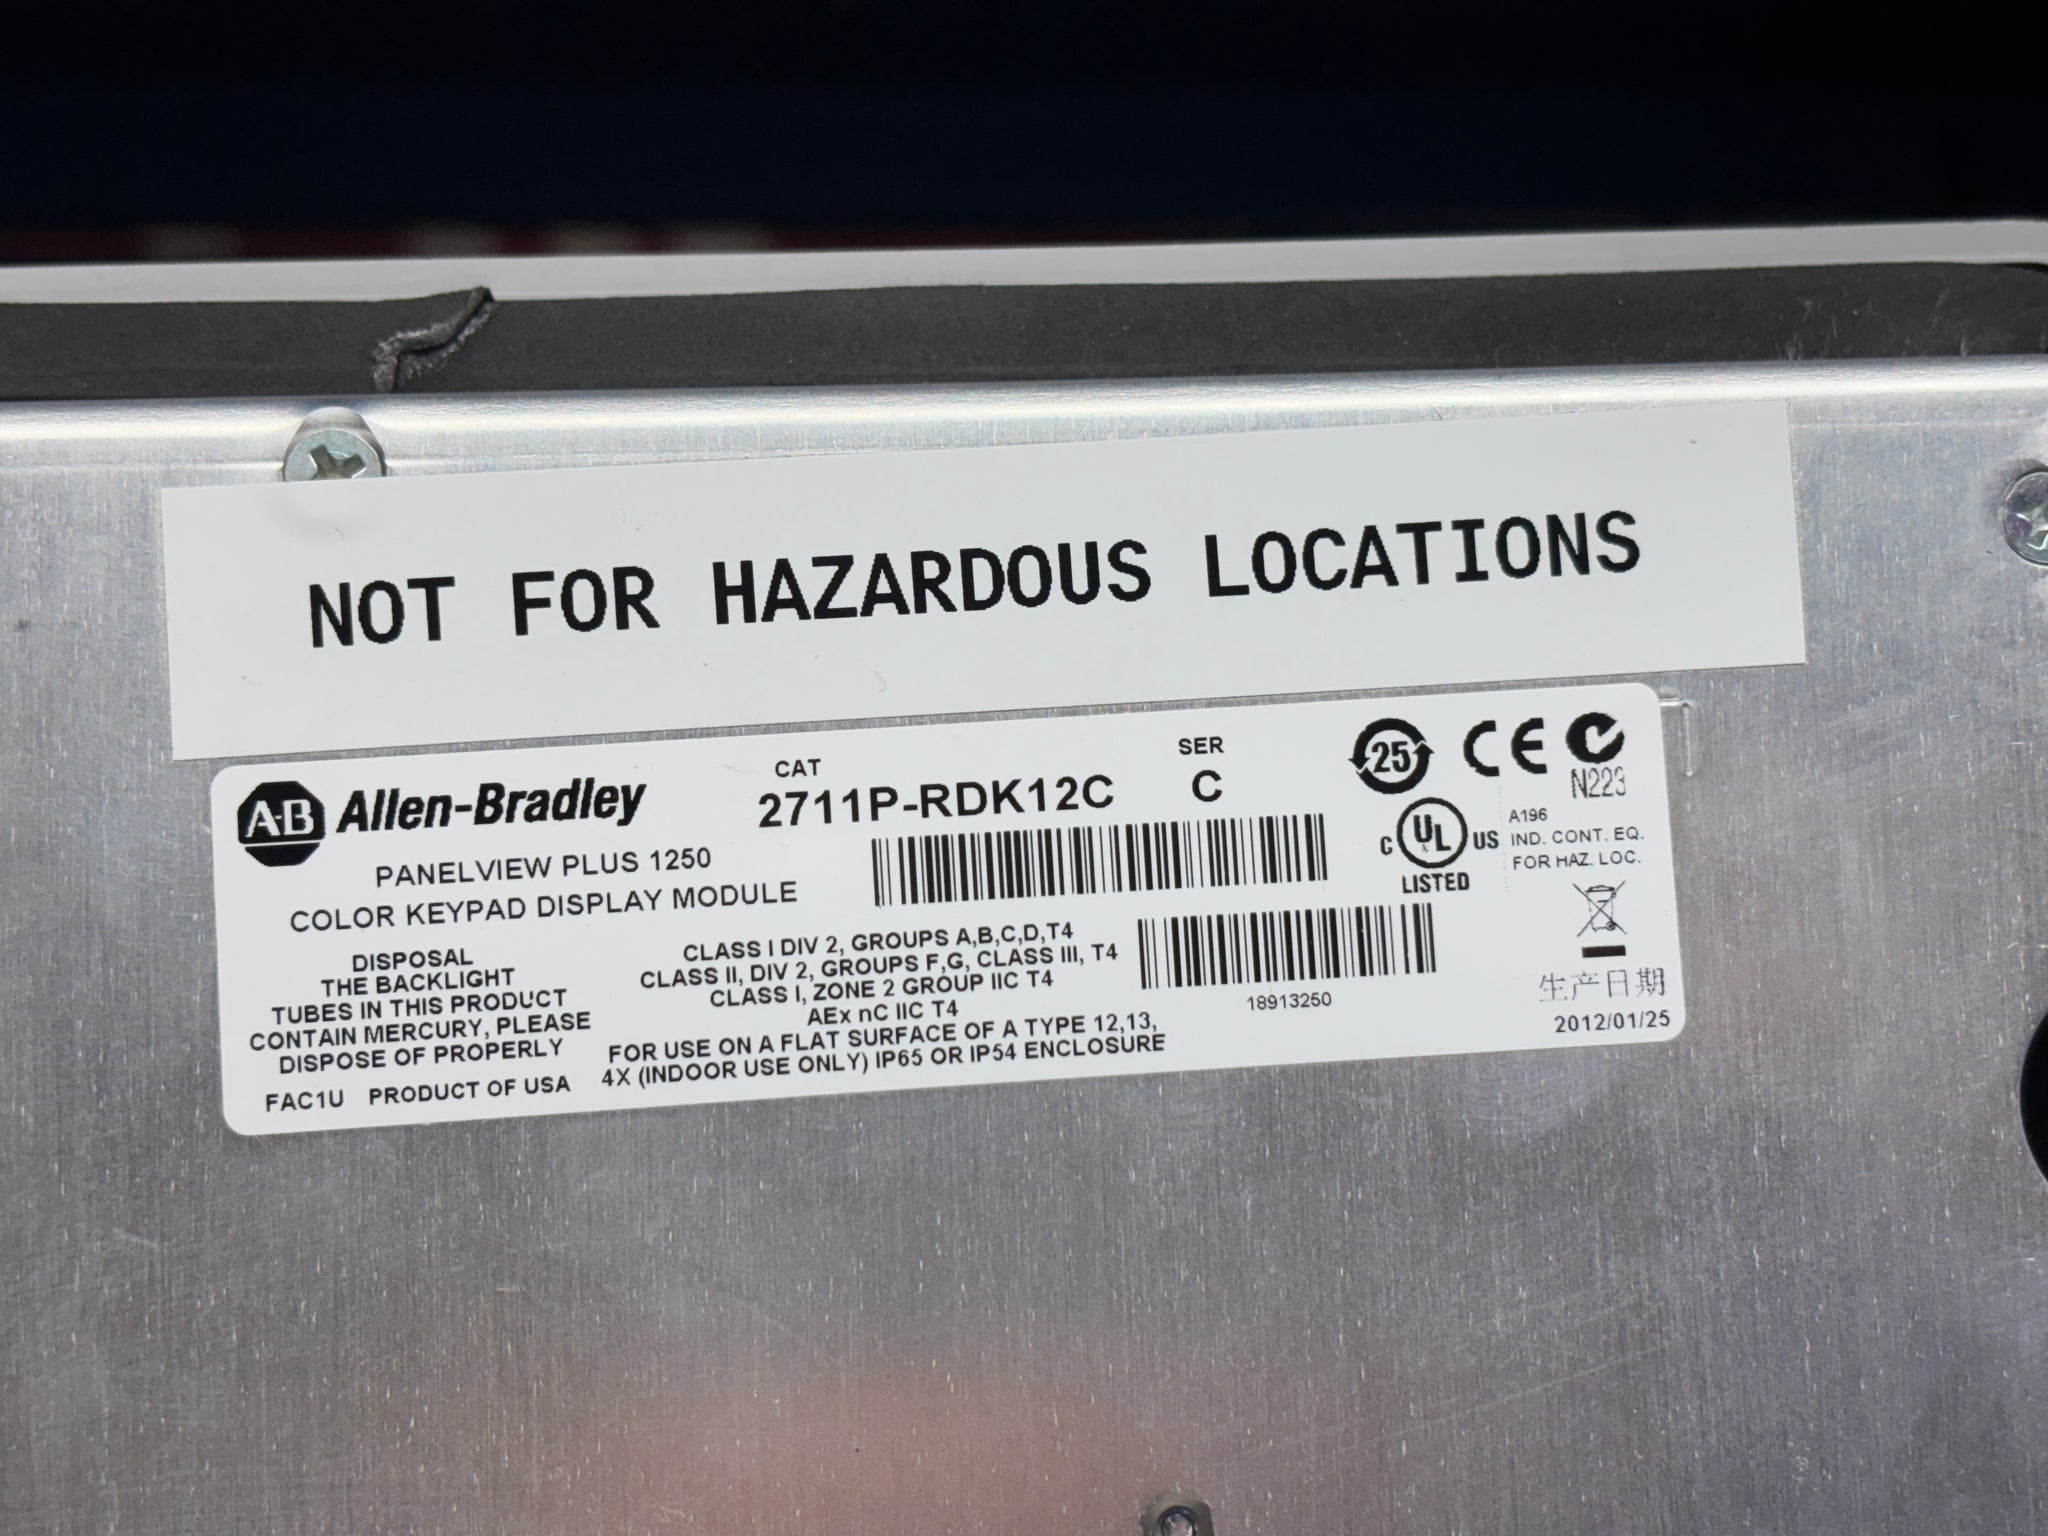 NOT FOR HAZARDOUS LOCATIONS
A-B Allen-Bradley
PANELVIEW PLUS 1250
COLOR KEYPAD DISPLAY MODULE
CAT
2711P-RDK12C
SER
C
25
CE
N223
C UL US
LISTED
A196
IND. CONT. EQ.
FOR HAZ. LOC.
DISPOSAL
THE BACKLIGHT
TUBES IN THIS PRODUCT
CONTAIN MERCURY, PLEASE
DISPOSE OF PROPERLY
FAC1U PRODUCT OF USA
CLASS I DIV 2, GROUPS A,B,C,D,T4
CLASS II, DIV 2, GROUPS F,G, CLASS III, T4
CLASS I, ZONE 2 GROUP IIC T4
AEx nC IIC T4
FOR USE ON A FLAT SURFACE OF A TYPE 12,13,
4X (INDOOR USE ONLY) IP65 OR IP54 ENCLOSURE
18913250
生产日期
2012/01/25